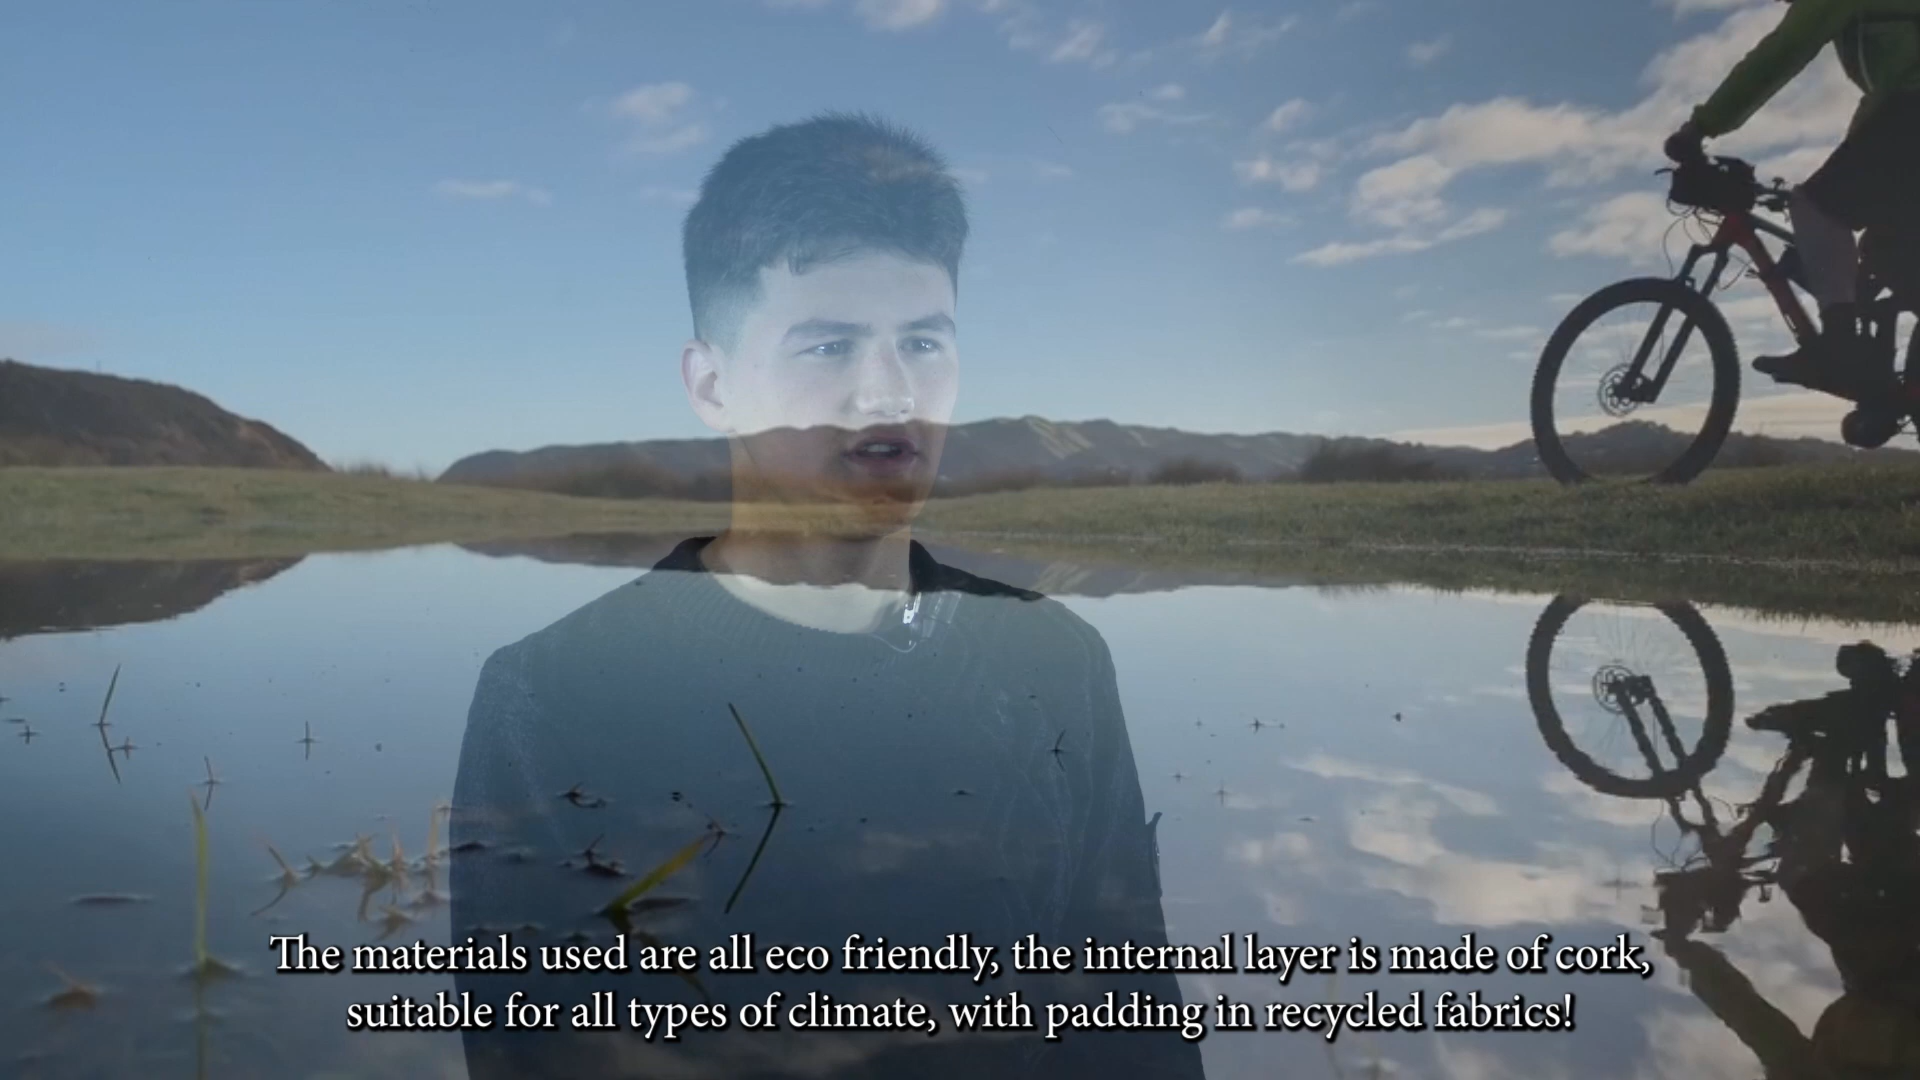 The materials used are all eco friendly, the internal layer is made of cork,
suitable for all types of climate, with padding in recycled fabrics!